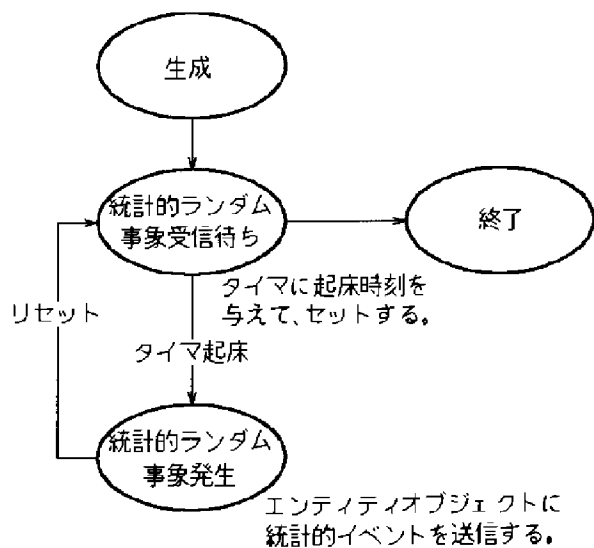 生成
統計的ランダム
事象受信待ち
終了
タイマに起床時刻を
与えて、セットする。
リセット
タイマ起床
統計的ランダム
事象発生
エンティティオブジェクトに
統計的イベントを送信する。